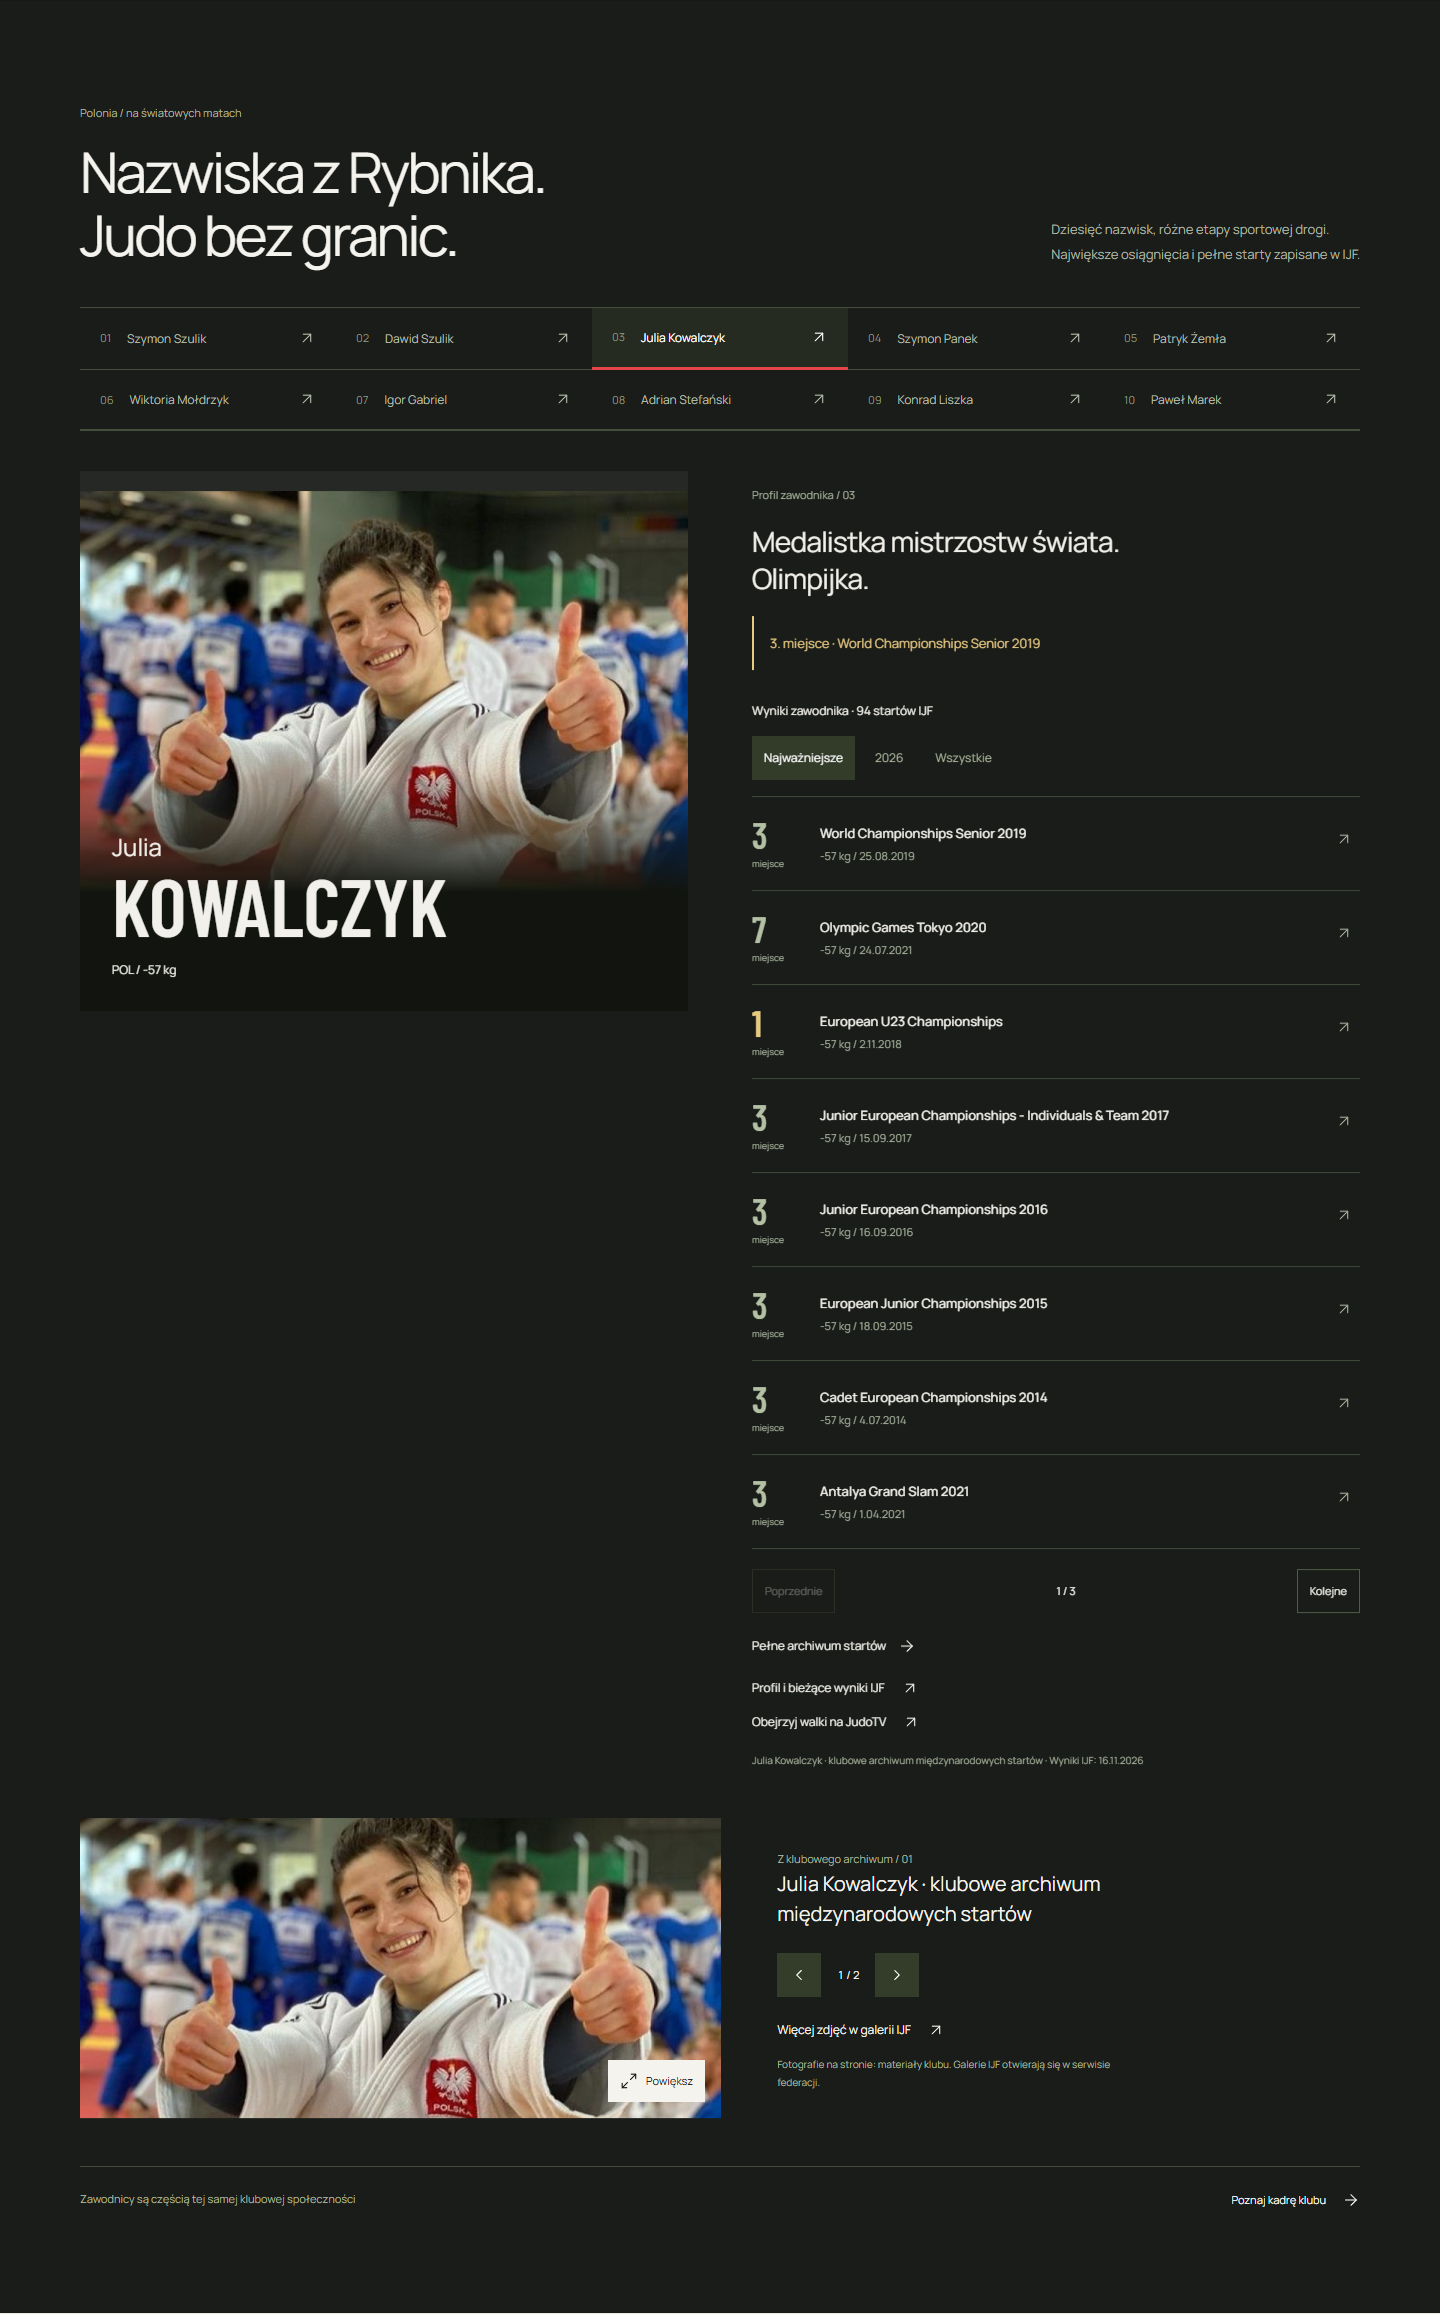 Polonia / na światowych matach
Nazwiska z Rybnika.
Judo bez granic.
Dziesięć nazwisk, różne etapy sportowej drogi.
Największe osiągnięcia i pełne starty zapisane w IJF.
01 Szymon Szulik
02 Dawid Szulik
03 Julia Kowalczyk
04 Szymon Panek
05 Patryk Żemła
06 Wiktoria Mołdrzyk
07 Igor Gabriel
08 Adrian Stefański
09 Konrad Liszka
10 Paweł Marek
POLSKA
Julia
KOWALCZYK
POL / -57 kg
Profil zawodnika / 03
Medalistka mistrzostw świata.
Olimpijka.
3. miejsce · World Championships Senior 2019
Wyniki zawodnika · 94 startów IJF
Najważniejsze 2026 Wszystkie
3 World Championships Senior 2019
miejsce -57 kg / 25.08.2019
7 Olympic Games Tokyo 2020
miejsce -57 kg / 24.07.2021
1 European U23 Championships
miejsce -57 kg / 2.11.2018
3 Junior European Championships - Individuals & Team 2017
miejsce -57 kg / 15.09.2017
3 Junior European Championships 2016
miejsce -57 kg / 16.09.2016
3 European Junior Championships 2015
miejsce -57 kg / 18.09.2015
3 Cadet European Championships 2014
miejsce -57 kg / 4.07.2014
3 Antalya Grand Slam 2021
miejsce -57 kg / 1.04.2021
Poprzednie 1 / 3 Kolejne
Pełne archiwum startów
Profil i bieżące wyniki IJF
Obejrzyj walki na JudoTV
Julia Kowalczyk · klubowe archiwum międzynarodowych startów · Wyniki IJF: 16.11.2026
POLSKA
Powiększ
Z klubowego archiwum / 01
Julia Kowalczyk · klubowe archiwum
międzynarodowych startów
1 / 2
Więcej zdjęć w galerii IJF
Fotografie na stronie: materiały klubu. Galerie IJF otwierają się w serwisie
federacji.
Zawodnicy są częścią tej samej klubowej społeczności
Poznaj kadrę klubu